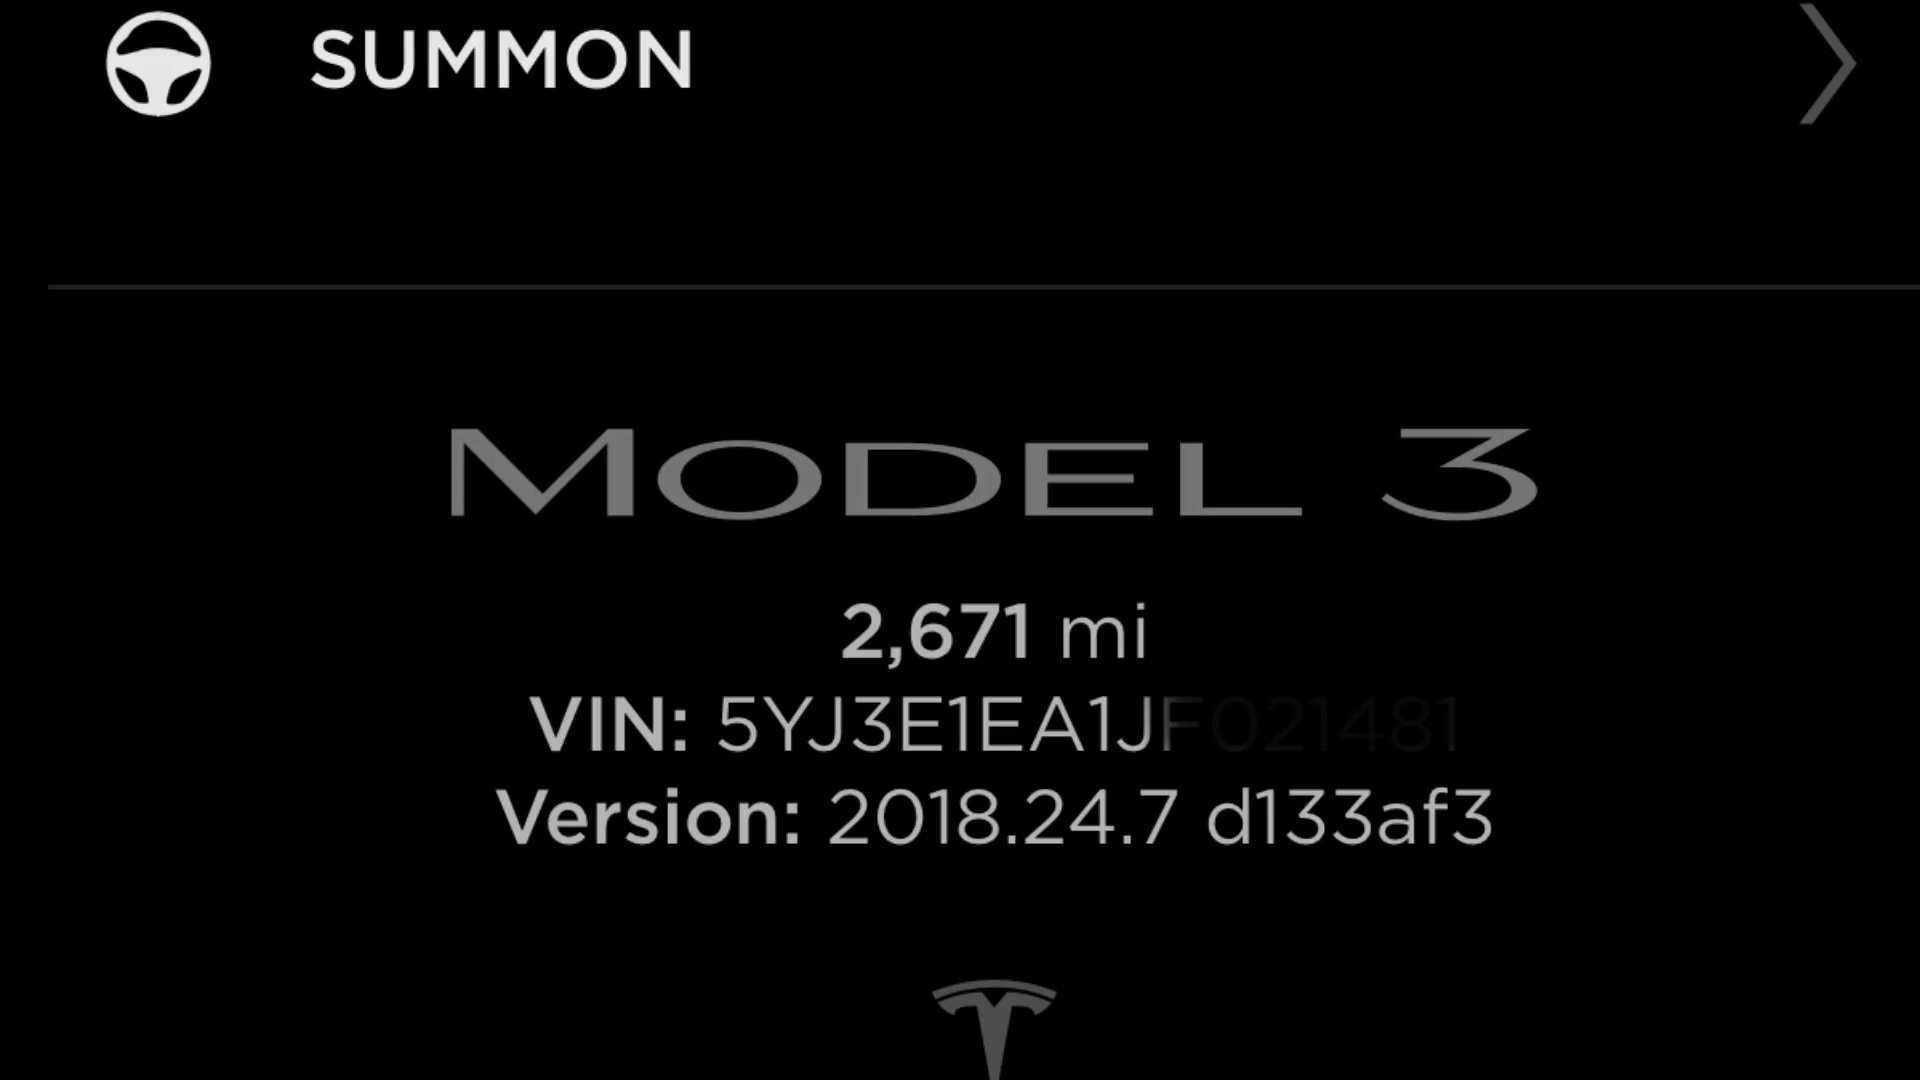 SUMMON
MODEL 3
2,671 mi
VIN: 5YJ3E1EA1JF021481
Version: 2018.24.7 d133af3